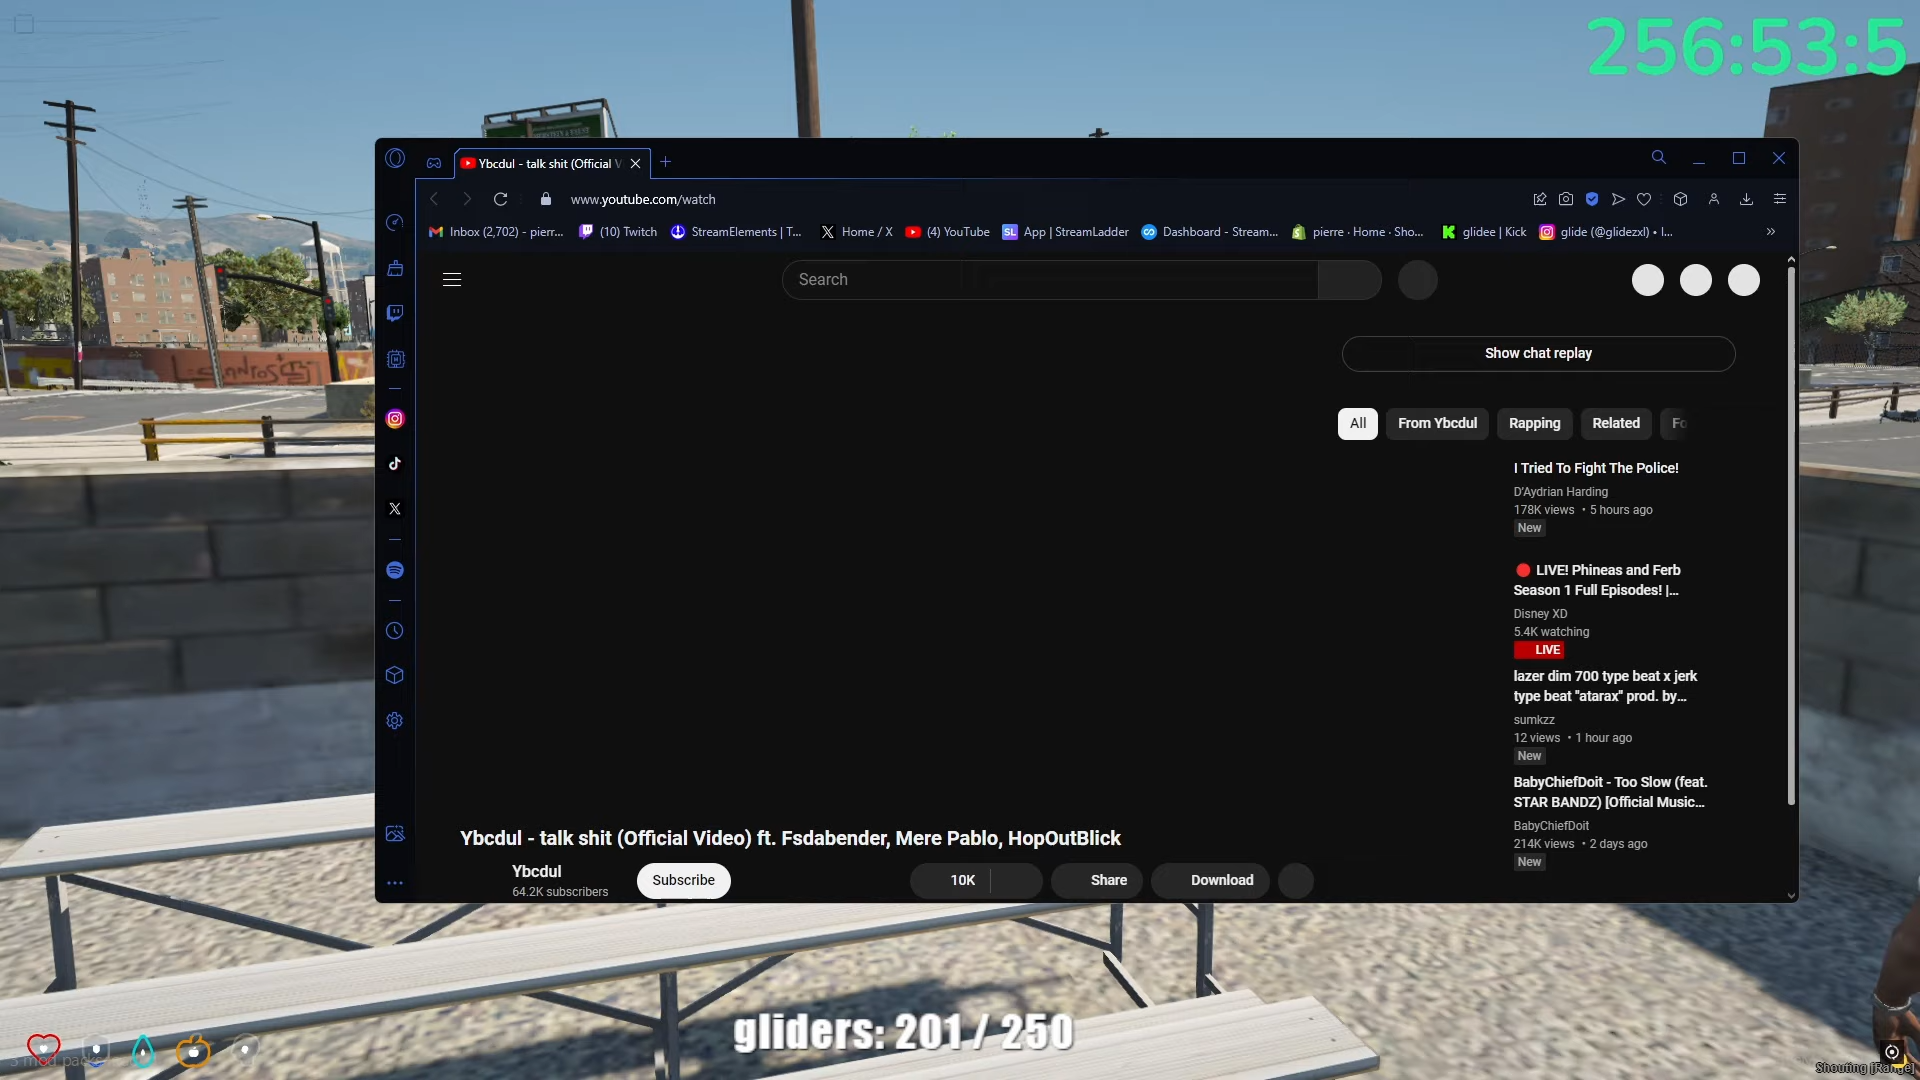 256:53:5
Ybcdul - talk shit (Official V
www.youtube.com/watch
Inbox (2,702) - pierr... (10) Twitch StreamElements | T... Home / X (4) YouTube SL App | StreamLadder Dashboard - Stream... pierre · Home · Sho... glidee | Kick glide (@glidezxl) • I...
Search
Show chat replay
All From Ybcdul Rapping Related Fo
I Tried To Fight The Police!
D'Aydrian Harding
178K views • 5 hours ago
New
LIVE! Phineas and Ferb
Season 1 Full Episodes! |...
Disney XD
5.4K watching
LIVE
lazer dim 700 type beat x jerk
type beat "atarax" prod. by...
sumkzz
12 views • 1 hour ago
New
BabyChiefDoit - Too Slow (feat.
STAR BANDZ) [Official Music...
BabyChiefDoit
214K views • 2 days ago
New
Ybcdul - talk shit (Official Video) ft. Fsdabender, Mere Pablo, HopOutBlick
Ybcdul
64.2K subscribers
Subscribe
10K
Share
Download
gliders: 201 / 250
Shouting [Range]